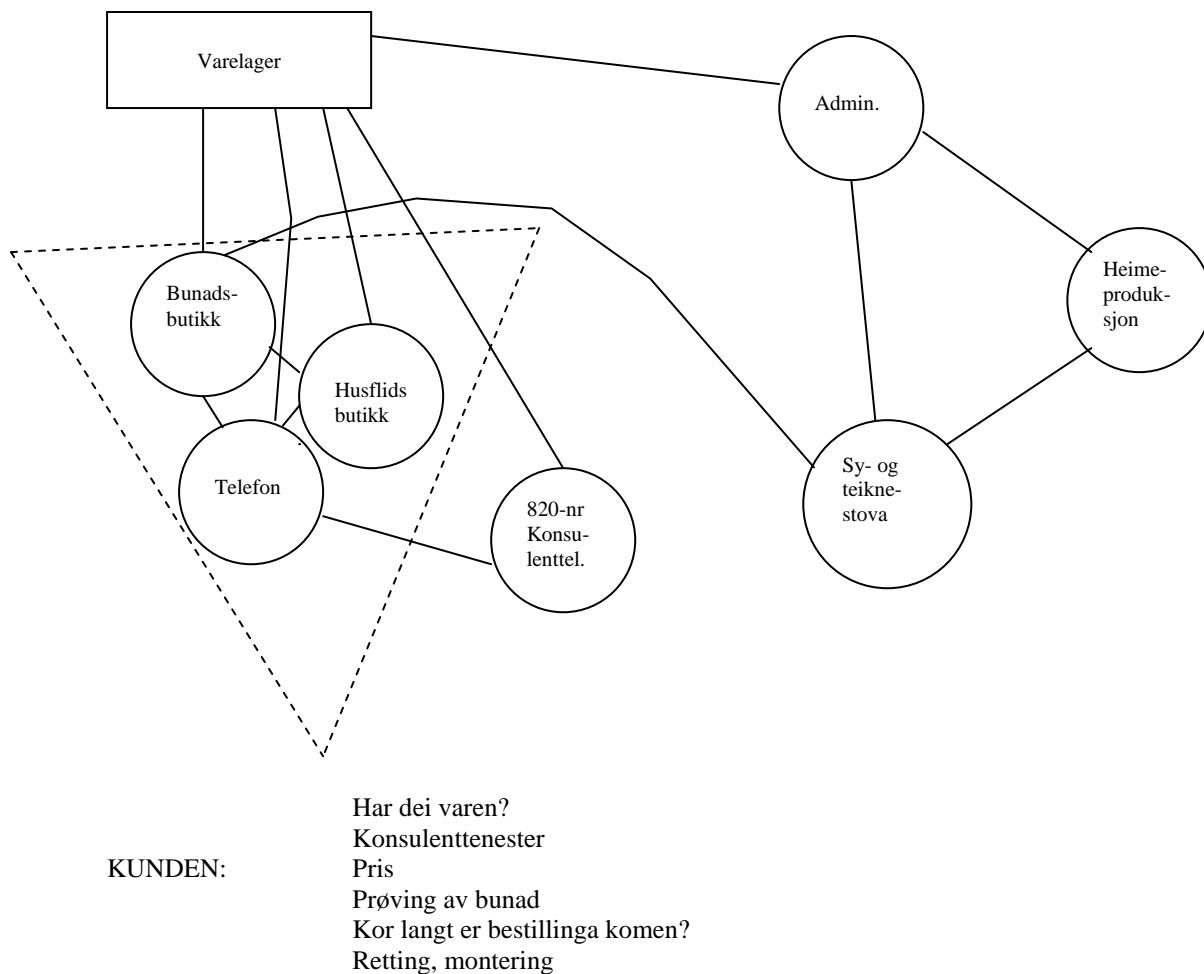 Varelager
Admin.
Bunads-
butikk
Heime-
produk-
sjon
Husflids
butikk
Telefon
Sy- og
teikne-
stova
820-nr
Konsu-
lenttel.
Har dei varen?
Konsulenttenester
KUNDEN: Pris
Prøving av bunad
Kor langt er bestillinga komen?
Retting, montering